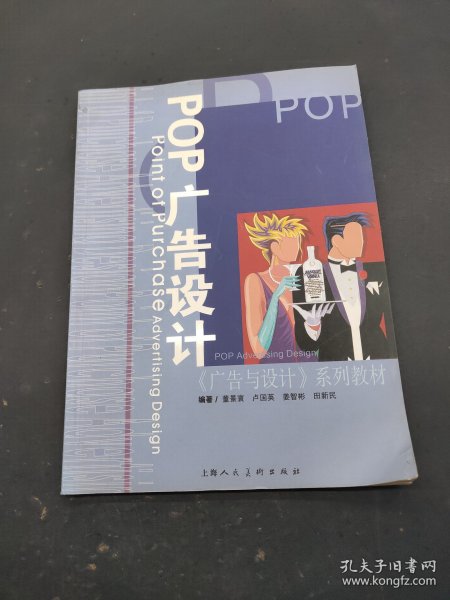 POP
POP 广告设计
Point of Purchase Advertising Design
ABSOLUT
VODKA
POP Advertising Design/
《广告与设计》系列教材
编著/ 董景寰 卢国英 姜智彬 田新民
上海人民美术出版社
孔夫子旧书网
www.kongfz.com